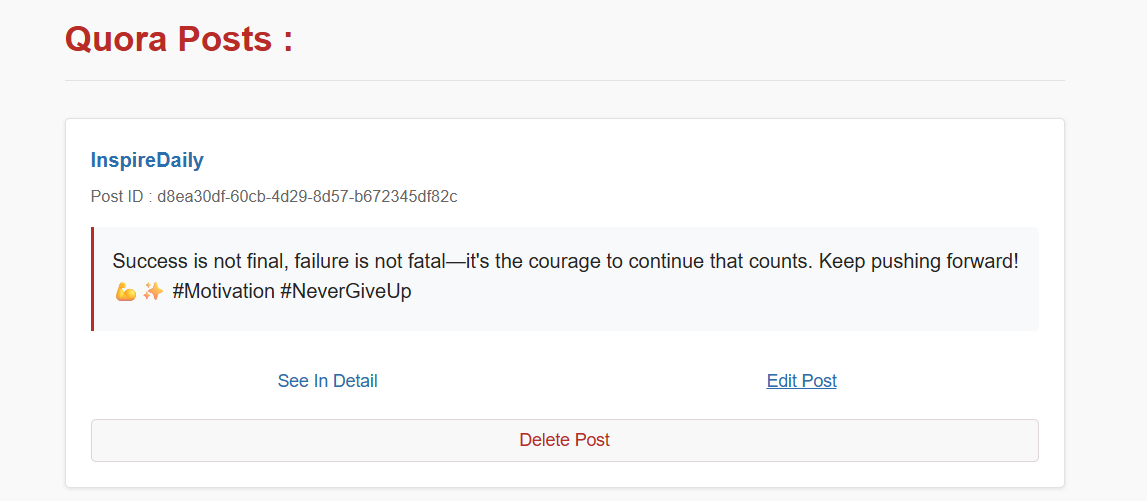 Quora Posts :
InspireDaily
Post ID : d8ea30df-60cb-4d29-8d57-b672345df82c
Success is not final, failure is not fatal—it's the courage to continue that counts. Keep pushing forward!
💪✨ #Motivation #NeverGiveUp
See In Detail
Edit Post
Delete Post